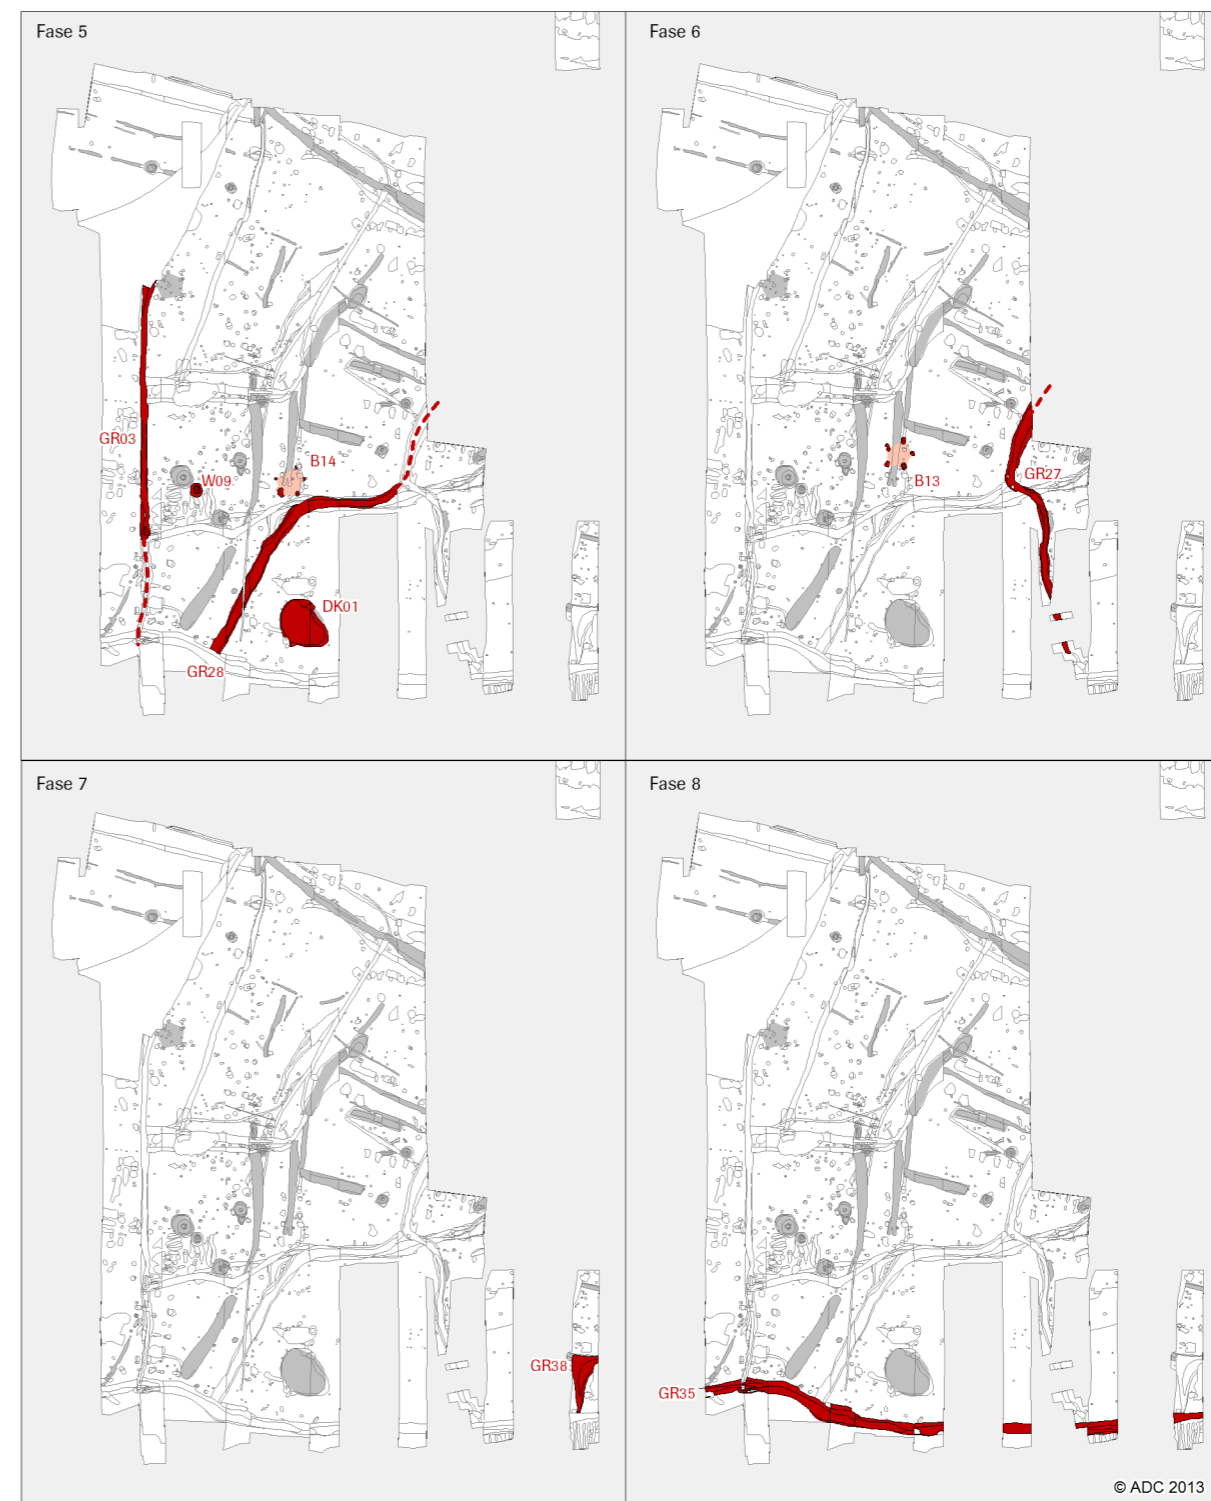 Fase 5
Fase 6
GR03
W09
B14
DK01
GR28
B13
GR27
Fase 7
Fase 8
GR38
GR35
© ADC 2013